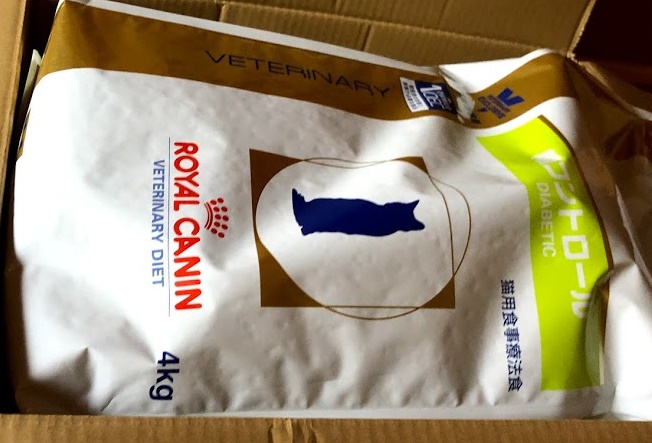 VETERINARY
コントロール
DIABETIC
猫用食事療法食
ROYAL CANIN
VETERINARY DIET
4kg